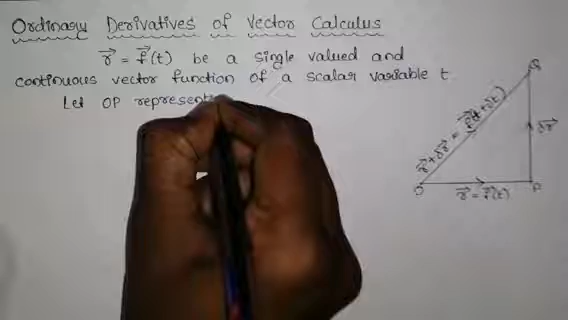 Ordinary Derivatives of Vector Calculus
r⃗ = f⃗(t) be a single valued and
continuous vector function of a scalar variable t
Let OP represent
Q
r⃗ + δr⃗ = f⃗(t+δt)
δr⃗
O
P
r⃗ = f⃗(t)